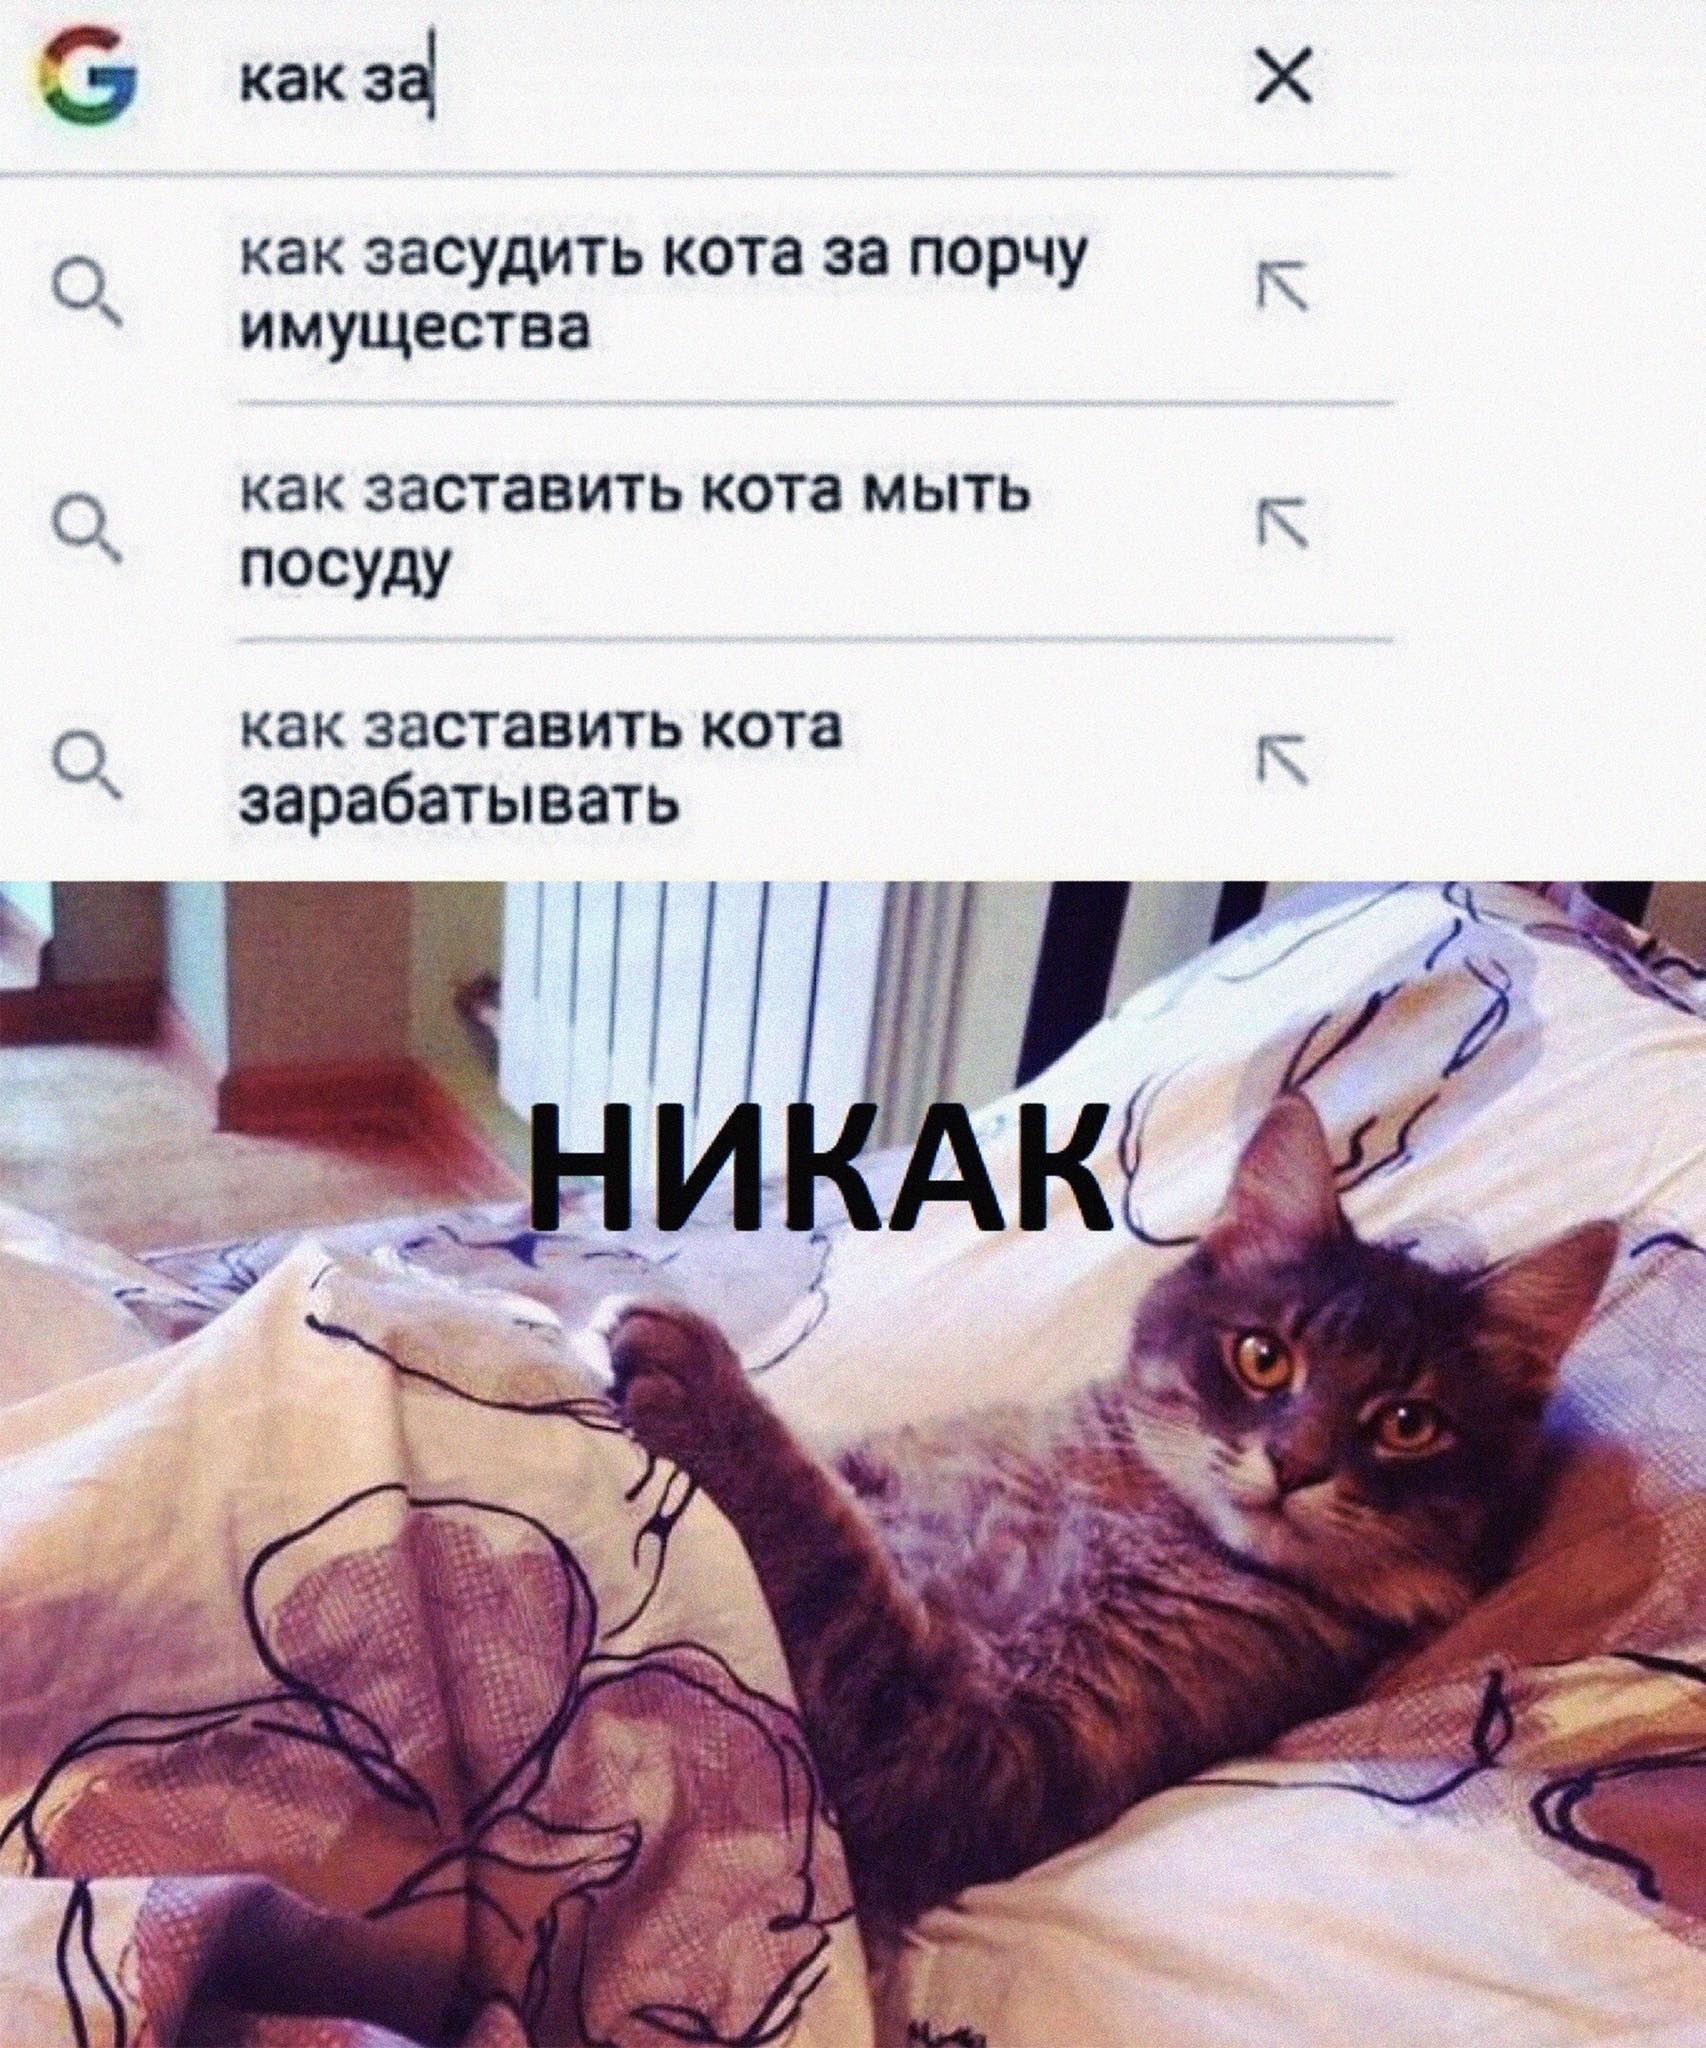 как за
как засудить кота за порчу
имущества
как заставить кота мыть
посуду
как заставить кота
зарабатывать
НИКАК